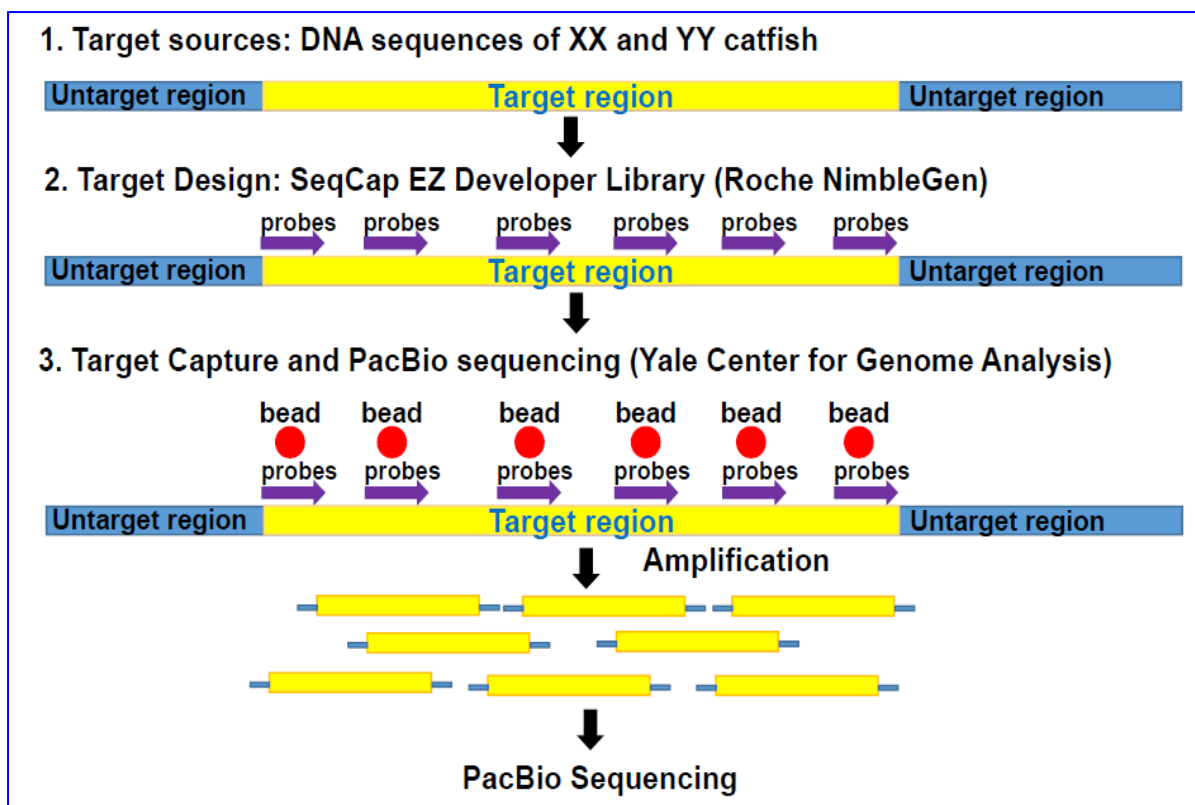 1. Target sources: DNA sequences of XX and YY catfish
Untarget region Target region Untarget region
2. Target Design: SeqCap EZ Developer Library (Roche NimbleGen)
probes probes probes probes probes probes
Untarget region Target region Untarget region
3. Target Capture and PacBio sequencing (Yale Center for Genome Analysis)
bead bead bead bead bead bead
probes probes probes probes probes probes
Untarget region Target region Untarget region
Amplification
PacBio Sequencing